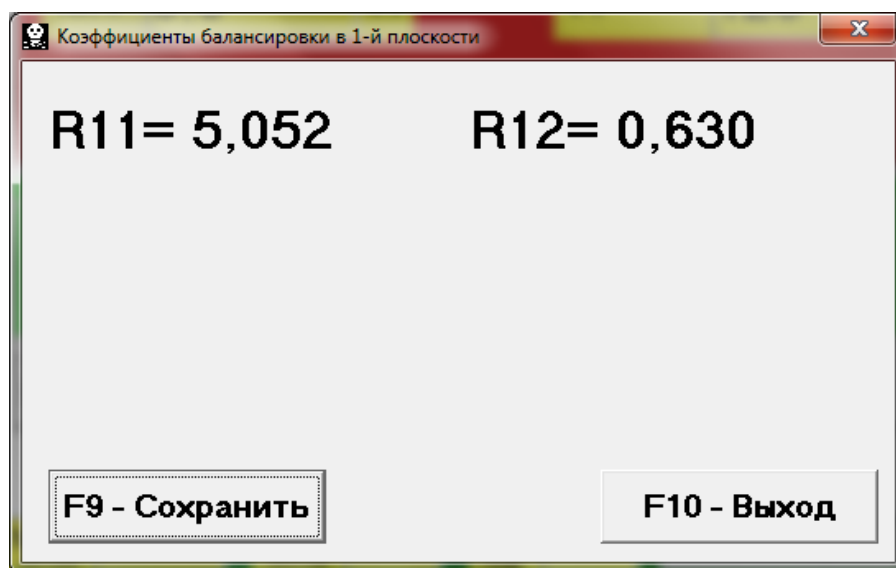 Коэффициенты балансировки в 1-й плоскости
R11= 5,052 R12= 0,630
F9 - Сохранить F10 - Выход